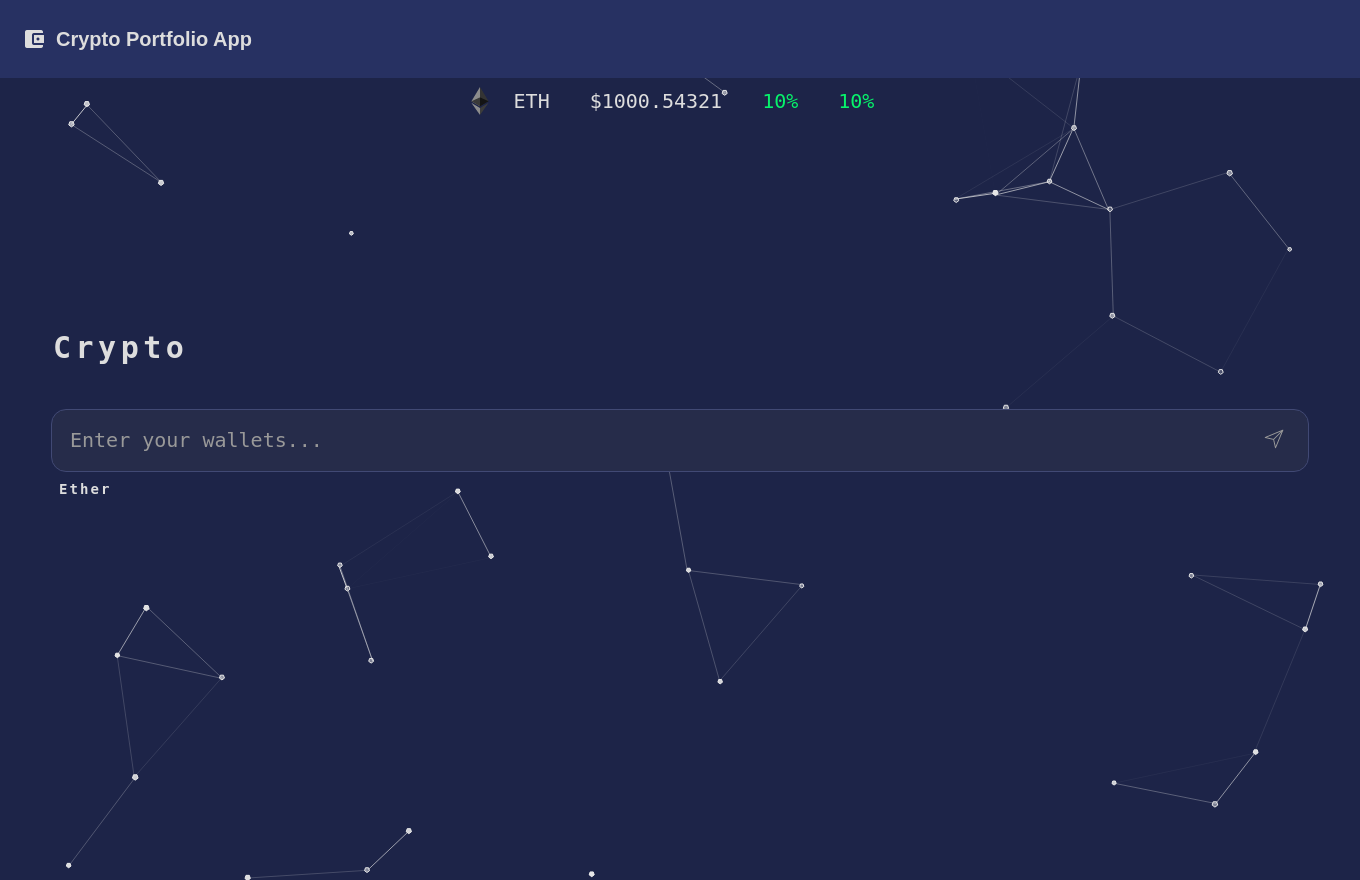 Crypto Portfolio App
ETH $1000.54321 10% 10%
Crypto
Enter your wallets...
Ether